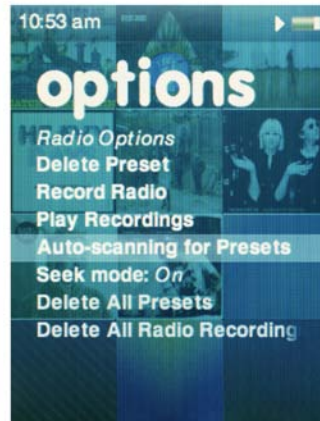 10:53 am
options
Radio Options
Delete Preset
Record Radio
Play Recordings
Auto-scanning for Presets
Seek mode: On
Delete All Presets
Delete All Radio Recording